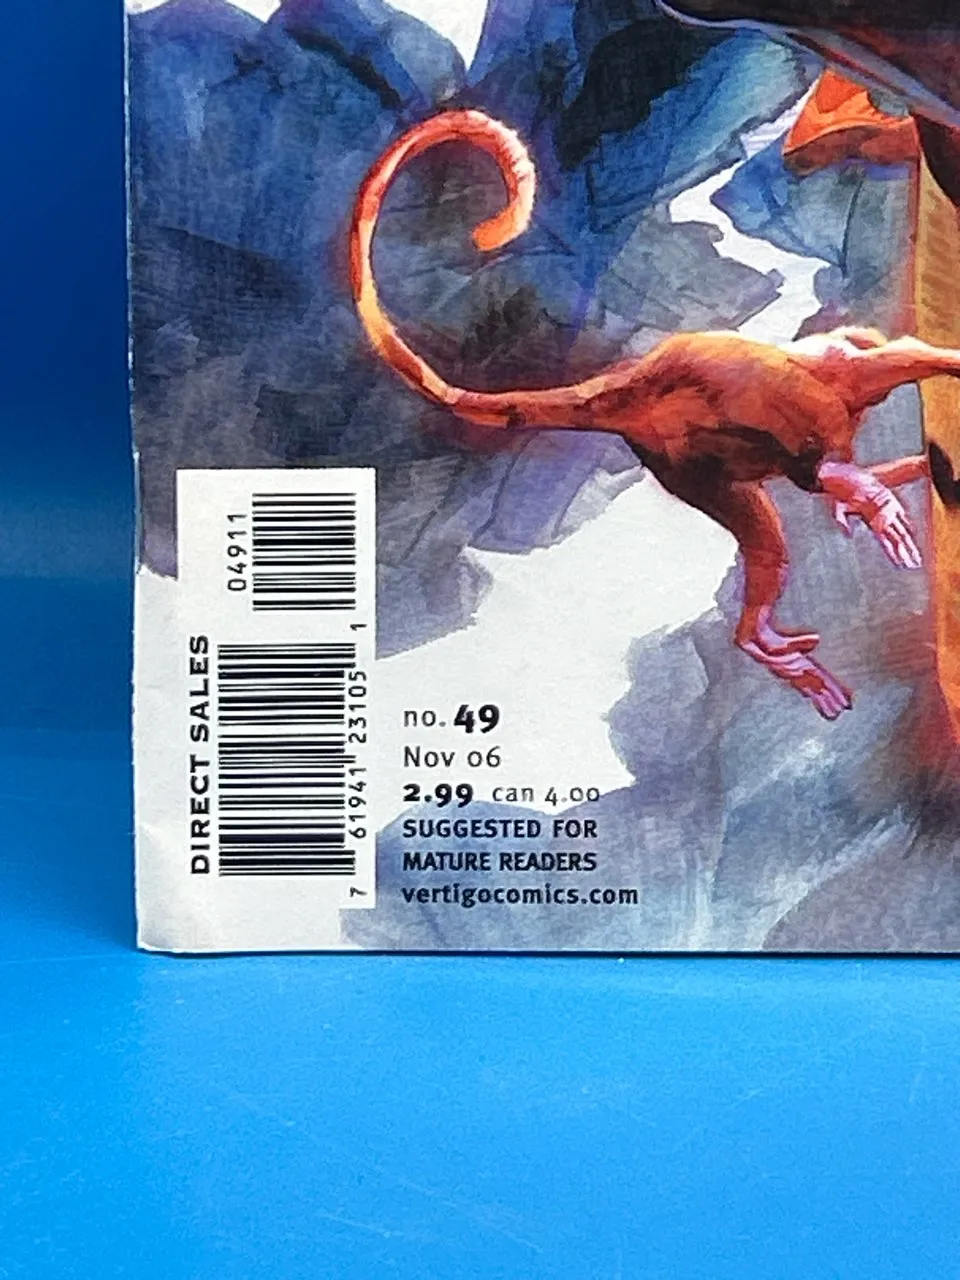 04911
DIRECT SALES
7 61941 23105 1
no. 49
Nov 06
2.99 can 4.00
SUGGESTED FOR
MATURE READERS
vertigocomics.com